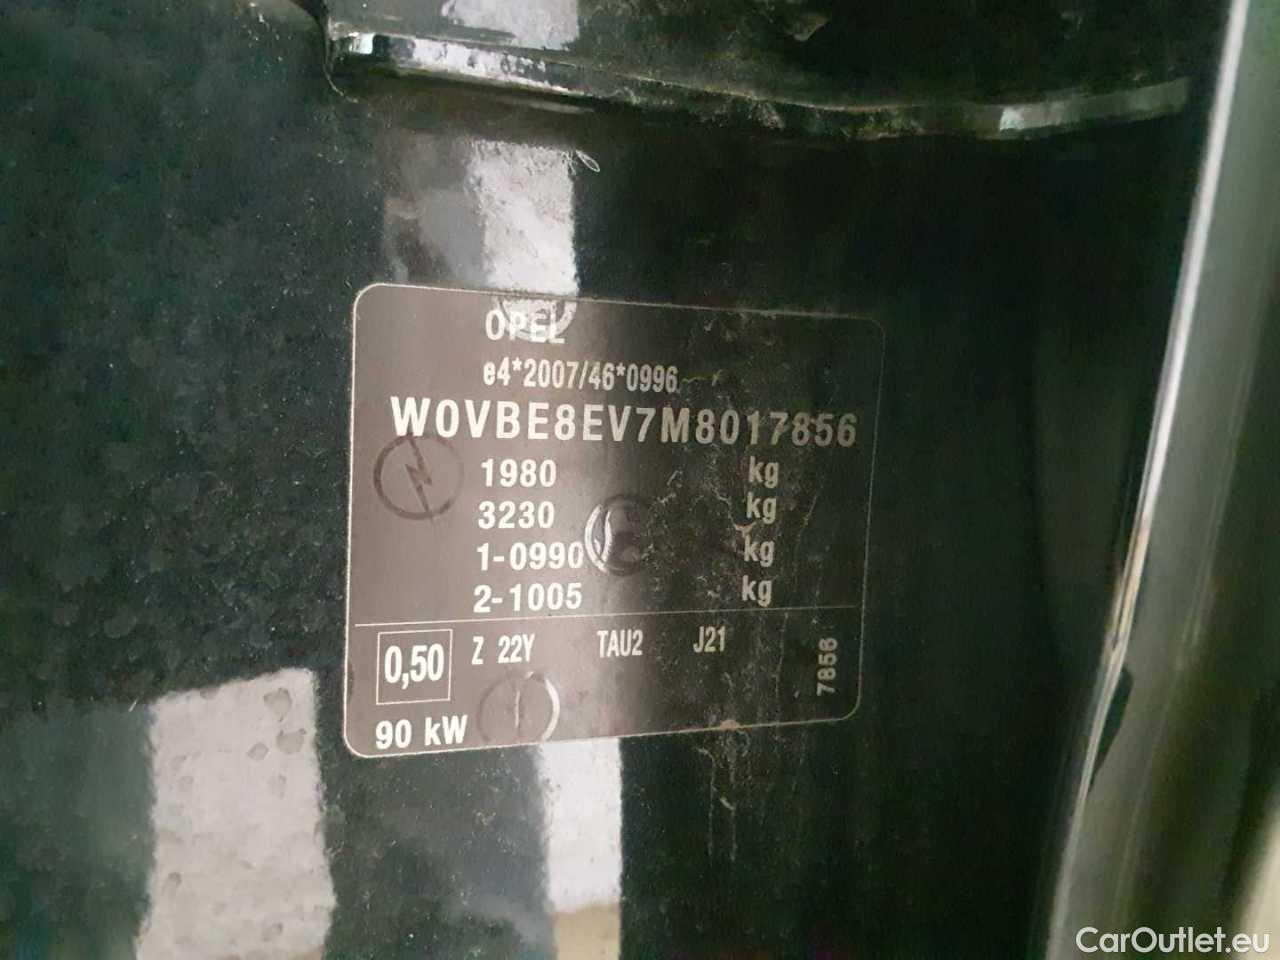 OPEL
e4*2007/46*0996
W0VBE8EV7M8017856
1980 kg
3230 kg
1-0990 kg
2-1005 kg
0,50 Z 22Y TAU2 J21
7856
90 kW
CarOutlet.eu